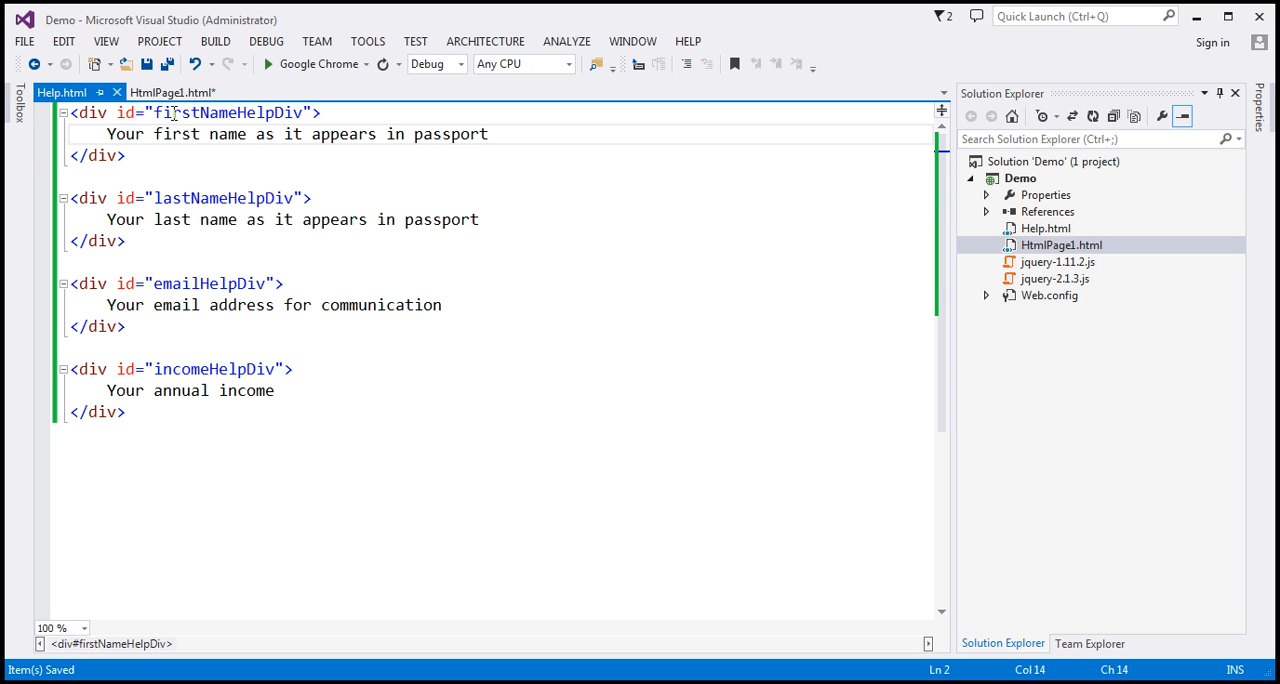 Demo - Microsoft Visual Studio (Administrator)
2
Quick Launch (Ctrl+Q)
FILE EDIT VIEW PROJECT BUILD DEBUG TEAM TOOLS TEST ARCHITECTURE ANALYZE WINDOW HELP
Sign in
Google Chrome Debug Any CPU
Toolbox
Help.html HtmlPage1.html*
<div id="firstNameHelpDiv">
Your first name as it appears in passport
</div>
<div id="lastNameHelpDiv">
Your last name as it appears in passport
</div>
<div id="emailHelpDiv">
Your email address for communication
</div>
<div id="incomeHelpDiv">
Your annual income
</div>
100 %
<div#firstNameHelpDiv>
Solution Explorer
Search Solution Explorer (Ctrl+;)
Solution 'Demo' (1 project)
Demo
Properties
References
Help.html
HtmlPage1.html
jquery-1.11.2.js
jquery-2.1.3.js
Web.config
Solution Explorer Team Explorer
Properties
Item(s) Saved Ln 2 Col 14 Ch 14 INS